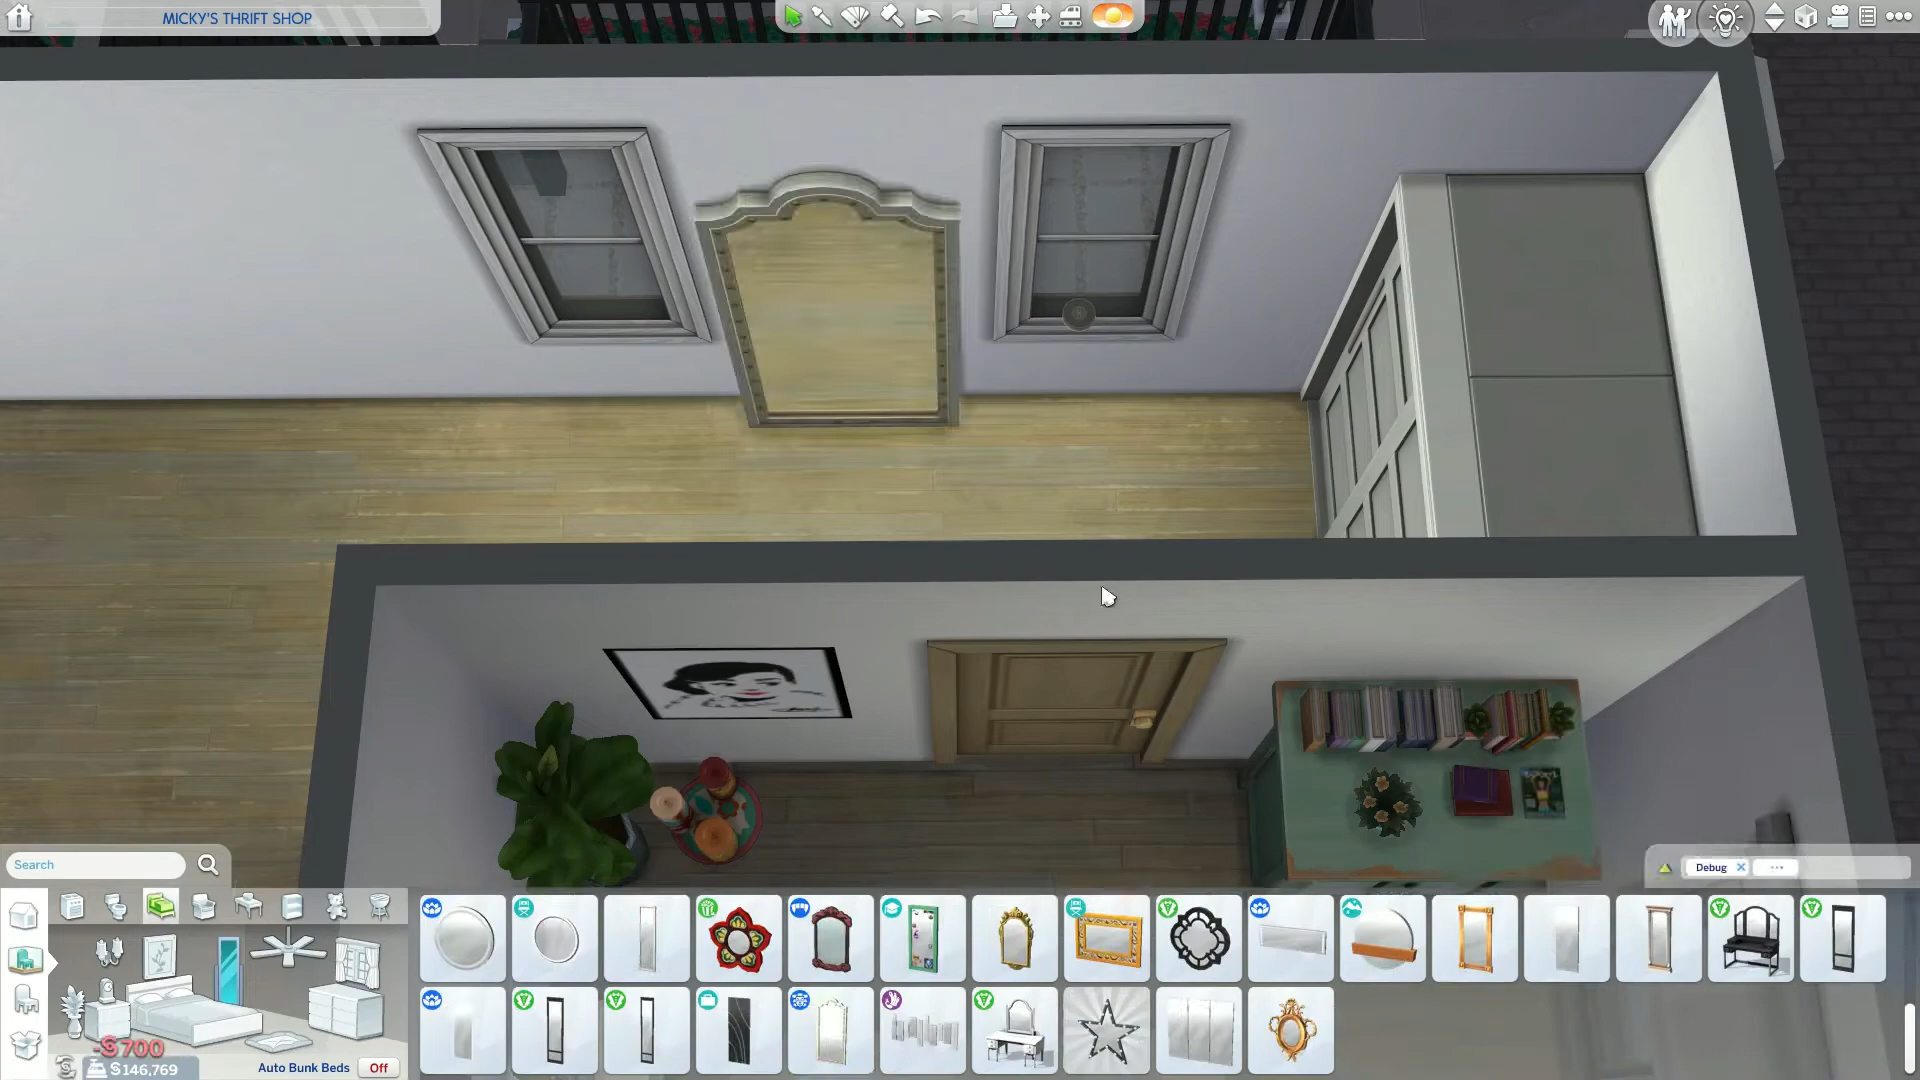 MICKY'S THRIFT SHOP
Search
Debug
-§700
§146,769
Auto Bunk Beds Off